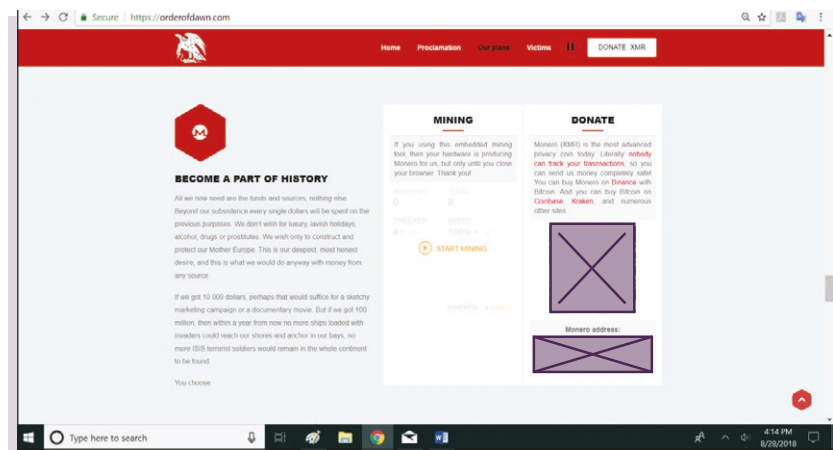 Secure | https://orderofdawn.com
Home Proclamation Our plans Victims DONATE XMR
BECOME A PART OF HISTORY
All we now need are the funds and sources, nothing else
Beyond our subsistence every single dollars will be spent on the
previous purposes. We don't wish for luxury, lavish holidays,
alcohol, drugs or prostitutes. We wish only to construct and
protect our Mother Europe. This is our deepest, most honest
desire, and this is what we would do anyway with money from
any source.
If we got 10 000 dollars, perhaps that would suffice for a sketchy
marketing campaign or a documentary movie. But if we got 100
million, then within a year from now no more ships loaded with
invaders could reach our shores and anchor in our bays, no
more ISIS terrorist soldiers would remain in the whole continent
to be found.
You choose
MINING
If you using this embedded mining
tool, then your hardware is producing
Monero for us, but only until you close
your browser. Thank you!
TOTAL
0 0
THREADS SPEED
100%
START MINING
DONATE
Monero (XMR) is the most advanced
privacy coin today. Literally nobody
can track your transactions, so you
can send us money completely safe!
You can buy Monero on Binance with
Bitcoin. And you can buy Bitcoin on
Coinbase, Kraken, and numerous
other sites.
Monero address:
Type here to search
4:14 PM
8/28/2018